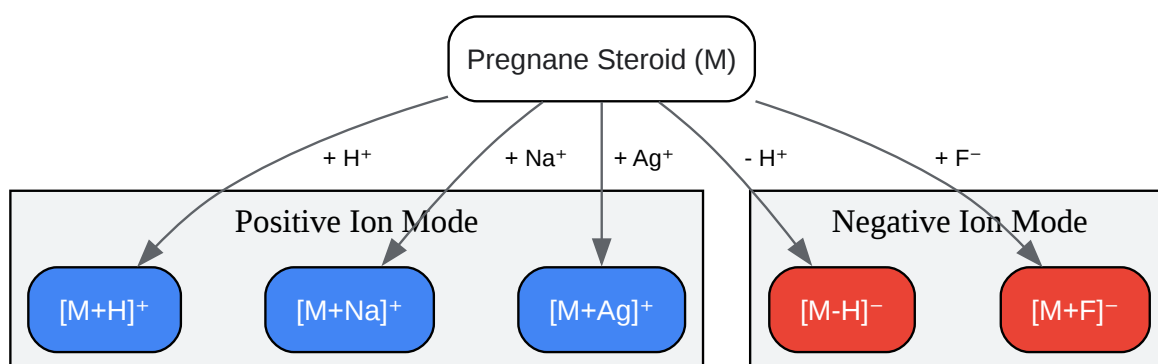 Pregnane Steroid (M)
+ H⁺
+ Na⁺
+ Ag⁺
- H⁺
+ F⁻
Positive Ion Mode
Negative Ion Mode
[M+H]⁺
[M+Na]⁺
[M+Ag]⁺
[M-H]⁻
[M+F]⁻